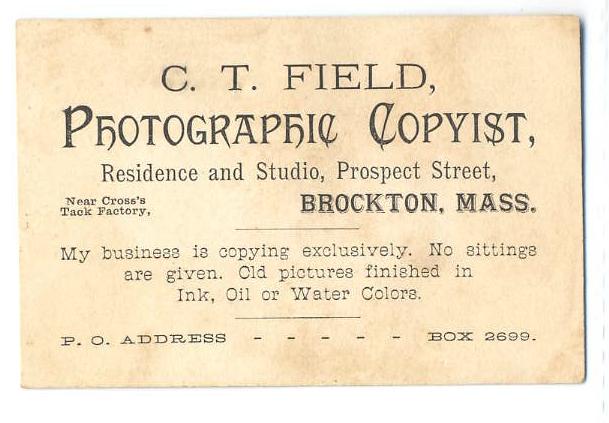 C. T. FIELD,
PHOTOGRAPHIC COPYIST,
Residence and Studio, Prospect Street,
Near Cross's
Tack Factory,
BROCKTON, MASS.
My business is copying exclusively. No sittings
are given. Old pictures finished in
Ink, Oil or Water Colors.
P. O. ADDRESS - - - - - BOX 2699.